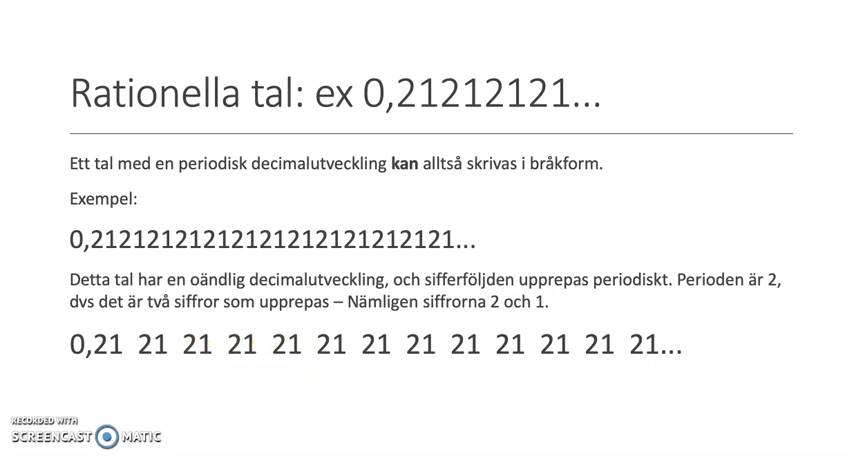 Rationella tal: ex 0,21212121...
Ett tal med en periodisk decimalutveckling kan alltså skrivas i bråkform.
Exempel:
0,2121212121212121212121212121...
Detta tal har en oändlig decimalutveckling, och sifferföljden upprepas periodiskt. Perioden är 2,
dvs det är två siffror som upprepas – Nämligen siffrorna 2 och 1.
0,21 21 21 21 21 21 21 21 21 21 21 21 21...
RECORDED WITH
SCREENCAST MATIC